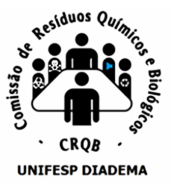 Comissão de Resíduos Químicos e Biológicos
· CRQB ·
UNIFESP DIADEMA